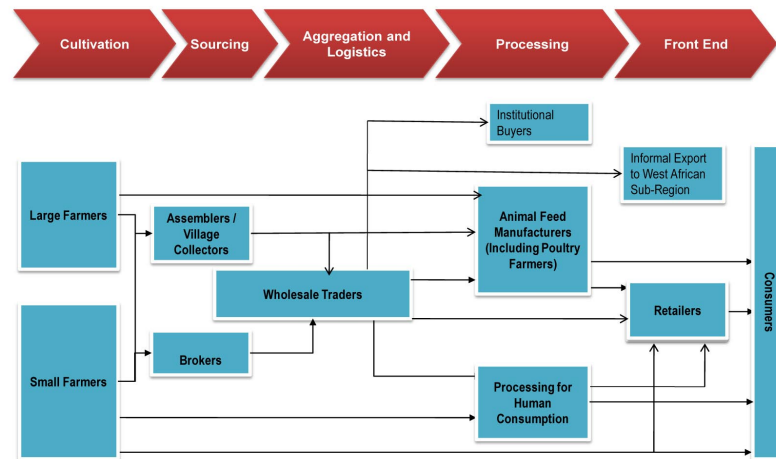 Cultivation
Sourcing
Aggregation and
Logistics
Processing
Front End
Institutional
Buyers
Informal Export
to West African
Sub-Region
Large Farmers
Assemblers /
Village
Collectors
Animal Feed
Manufacturers
(Including Poultry
Farmers)
Wholesale Traders
Retailers
Consumers
Small Farmers
Brokers
Processing for
Human
Consumption